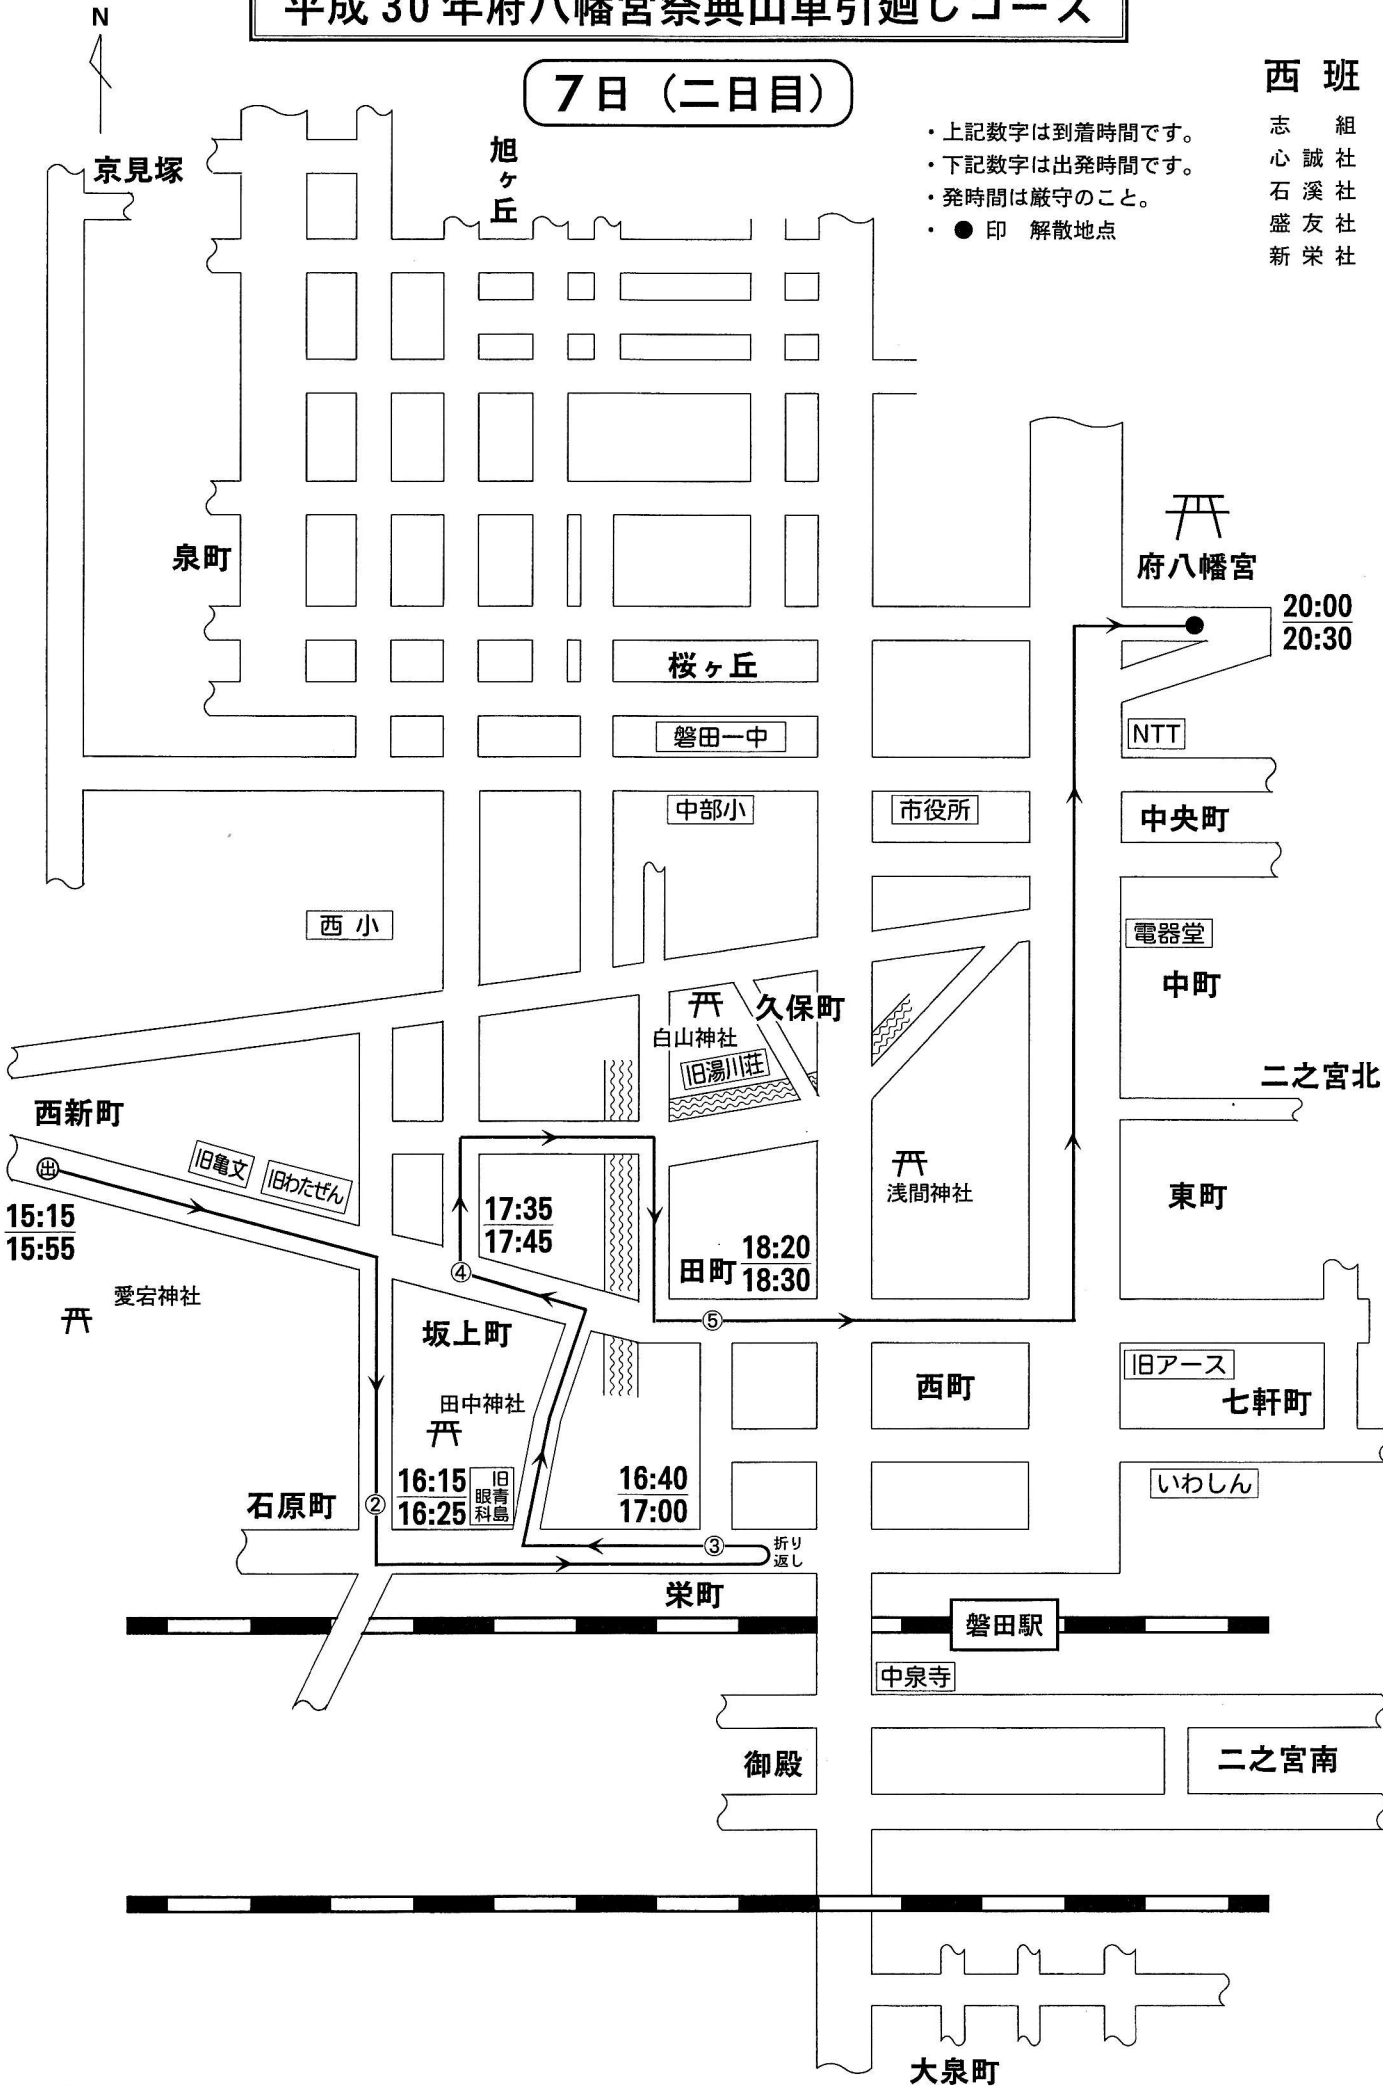 平成30年府八幡宮祭典山車引廻しコース
N
7日（二日目）
西班
志組
心誠社
石溪社
盛友社
新栄社
・上記数字は到着時間です。
・下記数字は出発時間です。
・発時間は厳守のこと。
・●印 解散地点
京見塚
旭ヶ丘
泉町
府八幡宮
20:00
20:30
桜ヶ丘
磐田一中
NTT
中部小
市役所
中央町
西小
電器堂
中町
久保町
白山神社
旧湯川荘
二之宮北
西新町
出
旧亀文
旧わたぜん
浅間神社
東町
15:15
15:55
17:35
17:45
④
田町
18:20
18:30
愛宕神社
⑤
坂上町
旧アース
西町
七軒町
田中神社
16:15
16:25
旧青島眼科
16:40
17:00
いわしん
石原町
②
③
折り
返し
栄町
磐田駅
中泉寺
御殿
二之宮南
大泉町